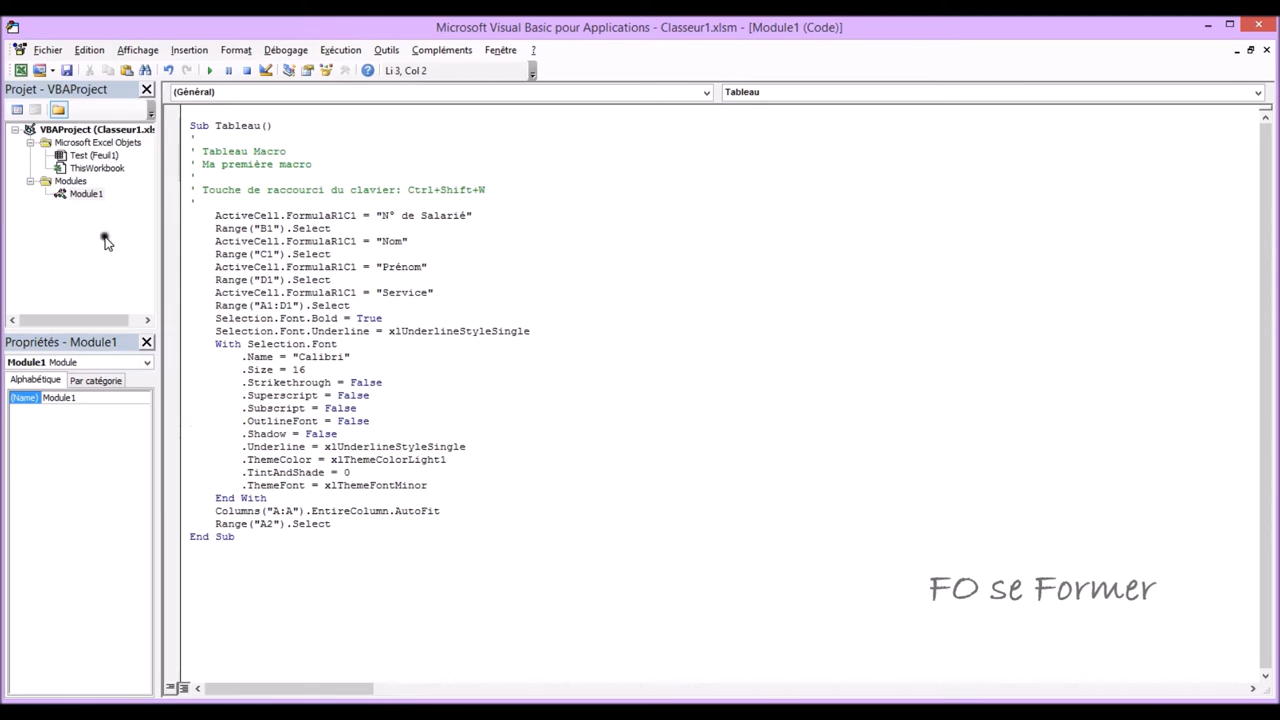 Microsoft Visual Basic pour Applications - Classeur1.xlsm - [Module1 (Code)]
Fichier Edition Affichage Insertion Format Débogage Exécution Outils Compléments Fenêtre ?
Li 3, Col 2
Projet - VBAProject
(Général)
Tableau
VBAProject (Classeur1.xls
Microsoft Excel Objets
Test (Feuil1)
ThisWorkbook
Modules
Module1
Propriétés - Module1
Module1 Module
Alphabétique Par catégorie
(Name) Module1
Sub Tableau()
'
' Tableau Macro
' Ma première macro
'
' Touche de raccourci du clavier: Ctrl+Shift+W
'
ActiveCell.FormulaR1C1 = "N° de Salarié"
Range("B1").Select
ActiveCell.FormulaR1C1 = "Nom"
Range("C1").Select
ActiveCell.FormulaR1C1 = "Prénom"
Range("D1").Select
ActiveCell.FormulaR1C1 = "Service"
Range("A1:D1").Select
Selection.Font.Bold = True
Selection.Font.Underline = xlUnderlineStyleSingle
With Selection.Font
.Name = "Calibri"
.Size = 16
.Strikethrough = False
.Superscript = False
.Subscript = False
.OutlineFont = False
.Shadow = False
.Underline = xlUnderlineStyleSingle
.ThemeColor = xlThemeColorLight1
.TintAndShade = 0
.ThemeFont = xlThemeFontMinor
End With
Columns("A:A").EntireColumn.AutoFit
Range("A2").Select
End Sub
FO se Former